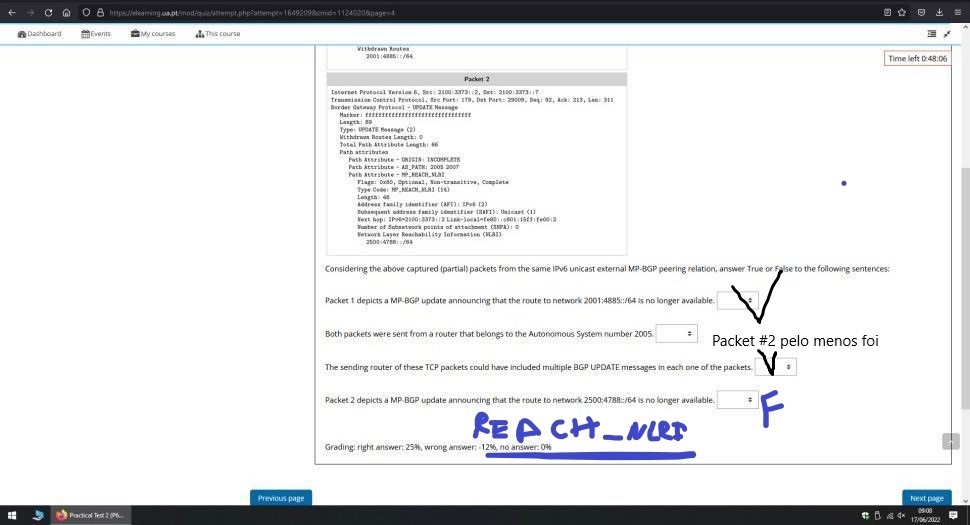 https://elearning.ua.pt/mod/quiz/attempt.php?attempt=1649209&cmid=1124020&page=4
Dashboard Events My courses This course
Withdrawn Routes
2001:4885::/64
Time left 0:48:06
Packet 2
Internet Protocol Version 6, Src: 2100:3373::2, Dst: 2100:3373::7
Transmission Control Protocol, Src Port: 179, Dst Port: 29009, Seq: 92, Ack: 213, Len: 311
Border Gateway Protocol - UPDATE Message
Marker: ffffffffffffffffffffffffffffffff
Length: 89
Type: UPDATE Message (2)
Withdrawn Routes Length: 0
Total Path Attribute Length: 66
Path attributes
Path Attribute - ORIGIN: INCOMPLETE
Path Attribute - AS_PATH: 2005 2007
Path Attribute - MP_REACH_NLRI
Flags: 0x80, Optional, Non-transitive, Complete
Type Code: MP_REACH_NLRI (14)
Length: 46
Address family identifier (AFI): IPv6 (2)
Subsequent address family identifier (SAFI): Unicast (1)
Next hop: IPv6=2100:3373::2 Link-local=fe80::c801:15ff:fe00:2
Number of Subnetwork points of attachment (SNPA): 0
Network Layer Reachability Information (NLRI)
2500:4788::/64
Considering the above captured (partial) packets from the same IPv6 unicast external MP-BGP peering relation, answer True or False to the following sentences:
Packet 1 depicts a MP-BGP update announcing that the route to network 2001:4885::/64 is no longer available.
V
Both packets were sent from a router that belongs to the Autonomous System number 2005.
Packet #2 pelo menos foi
The sending router of these TCP packets could have included multiple BGP UPDATE messages in each one of the packets.
V
Packet 2 depicts a MP-BGP update announcing that the route to network 2500:4788::/64 is no longer available.
F
REACH_NLRI
Grading: right answer: 25%, wrong answer: -12%, no answer: 0%
Previous page
Next page
Practical Test 2 (P6...
09:08
17/06/2022